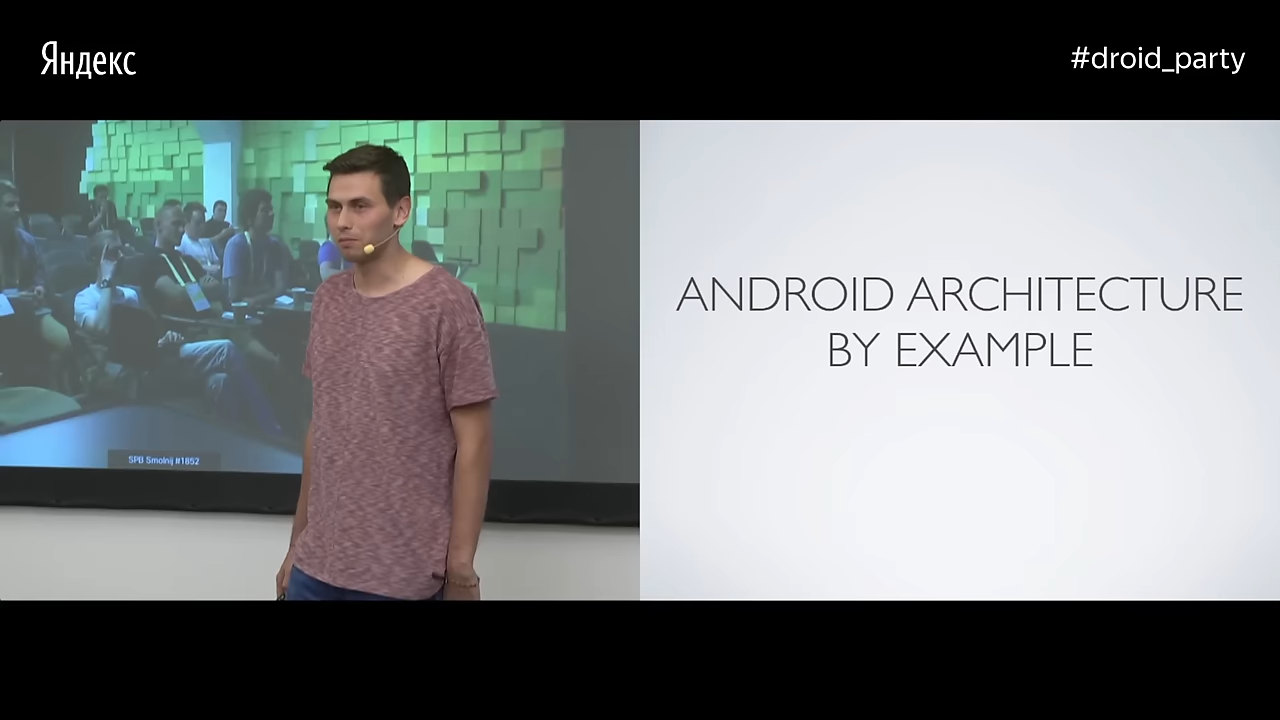 Яндекс
#droid_party
ANDROID ARCHITECTURE
BY EXAMPLE
SPB Smolnij #1852